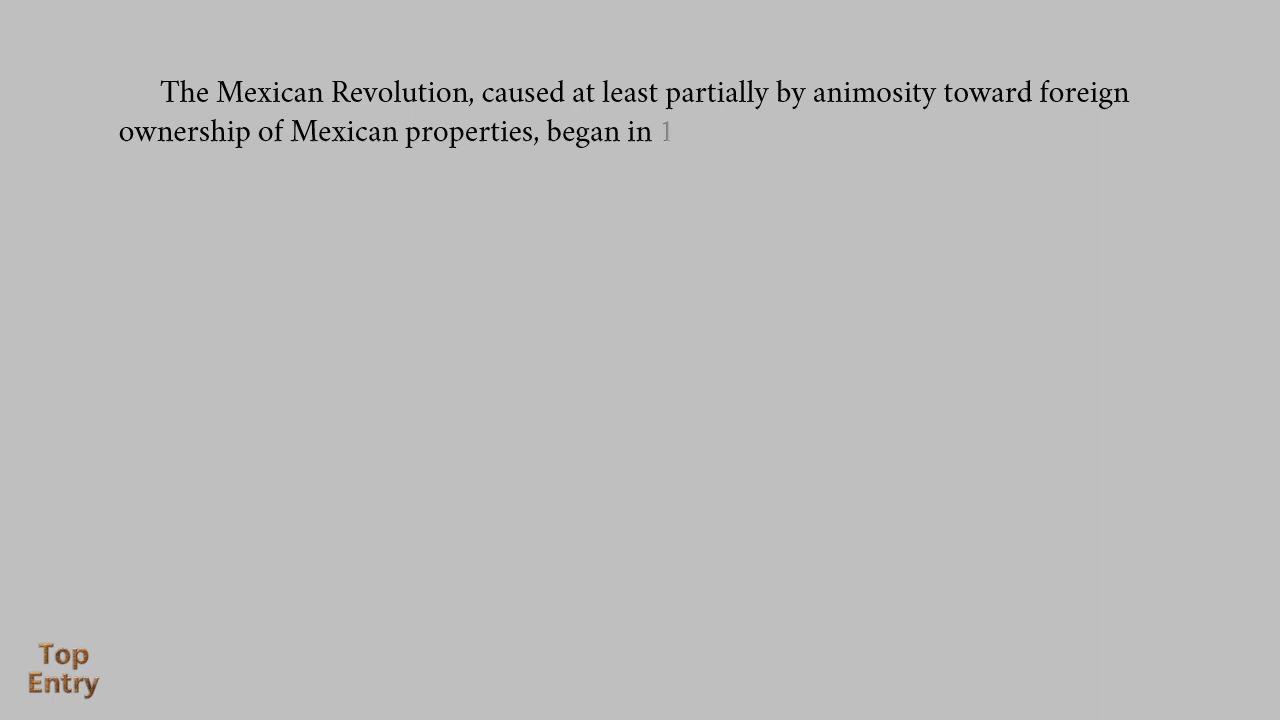 The Mexican Revolution, caused at least partially by animosity toward foreign
ownership of Mexican properties, began in 1
Top
Entry